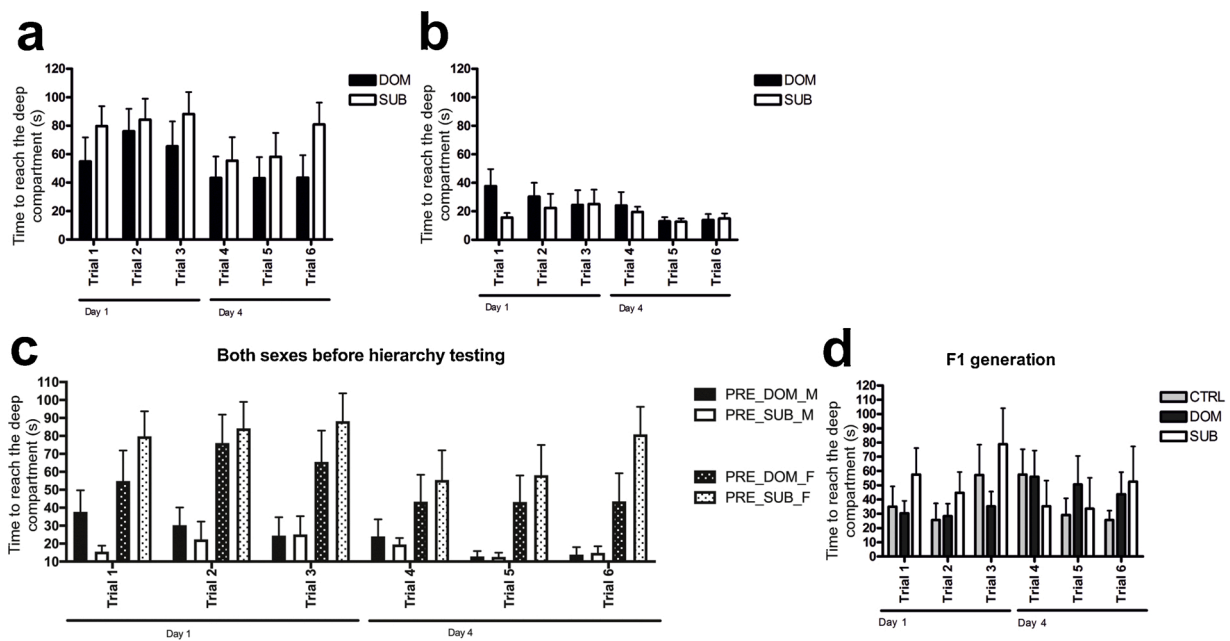 a
Time to reach the deep
compartment (s)
120
100
80
60
40
20
0
DOM
SUB
Trial 1
Trial 2
Trial 3
Trial 4
Trial 5
Trial 6
Day 1
Day 4
b
Time to reach the deep
compartment (s)
120
100
80
60
40
20
0
DOM
SUB
Trial 1
Trial 2
Trial 3
Trial 4
Trial 5
Trial 6
Day 1
Day 4
c
Both sexes before hierarchy testing
Time to reach the deep
compartment (s)
110
100
90
80
70
60
50
40
30
20
10
PRE_DOM_M
PRE_SUB_M
PRE_DOM_F
PRE_SUB_F
Trial 1
Trial 2
Trial 3
Trial 4
Trial 5
Trial 6
Day 1
Day 4
d
F1 generation
Time to reach the deep
compartment (s)
120
110
100
90
80
70
60
50
40
30
20
10
0
CTRL
DOM
SUB
Trial 1
Trial 2
Trial 3
Trial 4
Trial 5
Trial 6
Day 1
Day 4